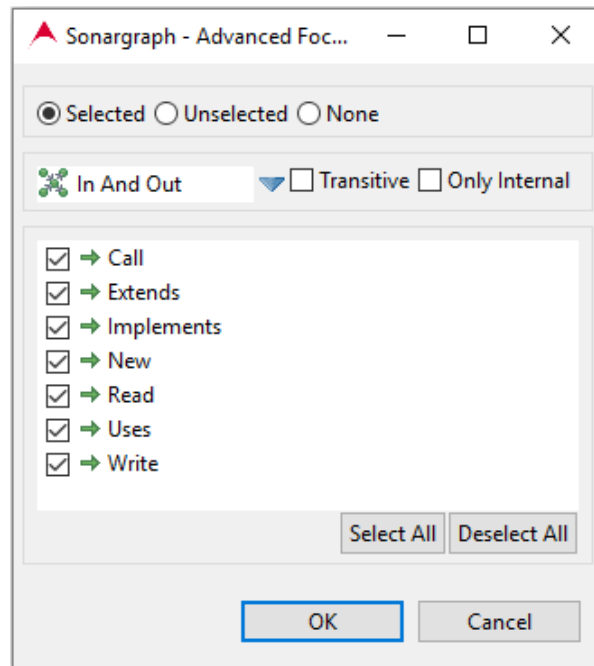 Sonargraph - Advanced Foc...
Selected Unselected None
In And Out Transitive Only Internal
Call
Extends
Implements
New
Read
Uses
Write
Select All Deselect All
OK Cancel